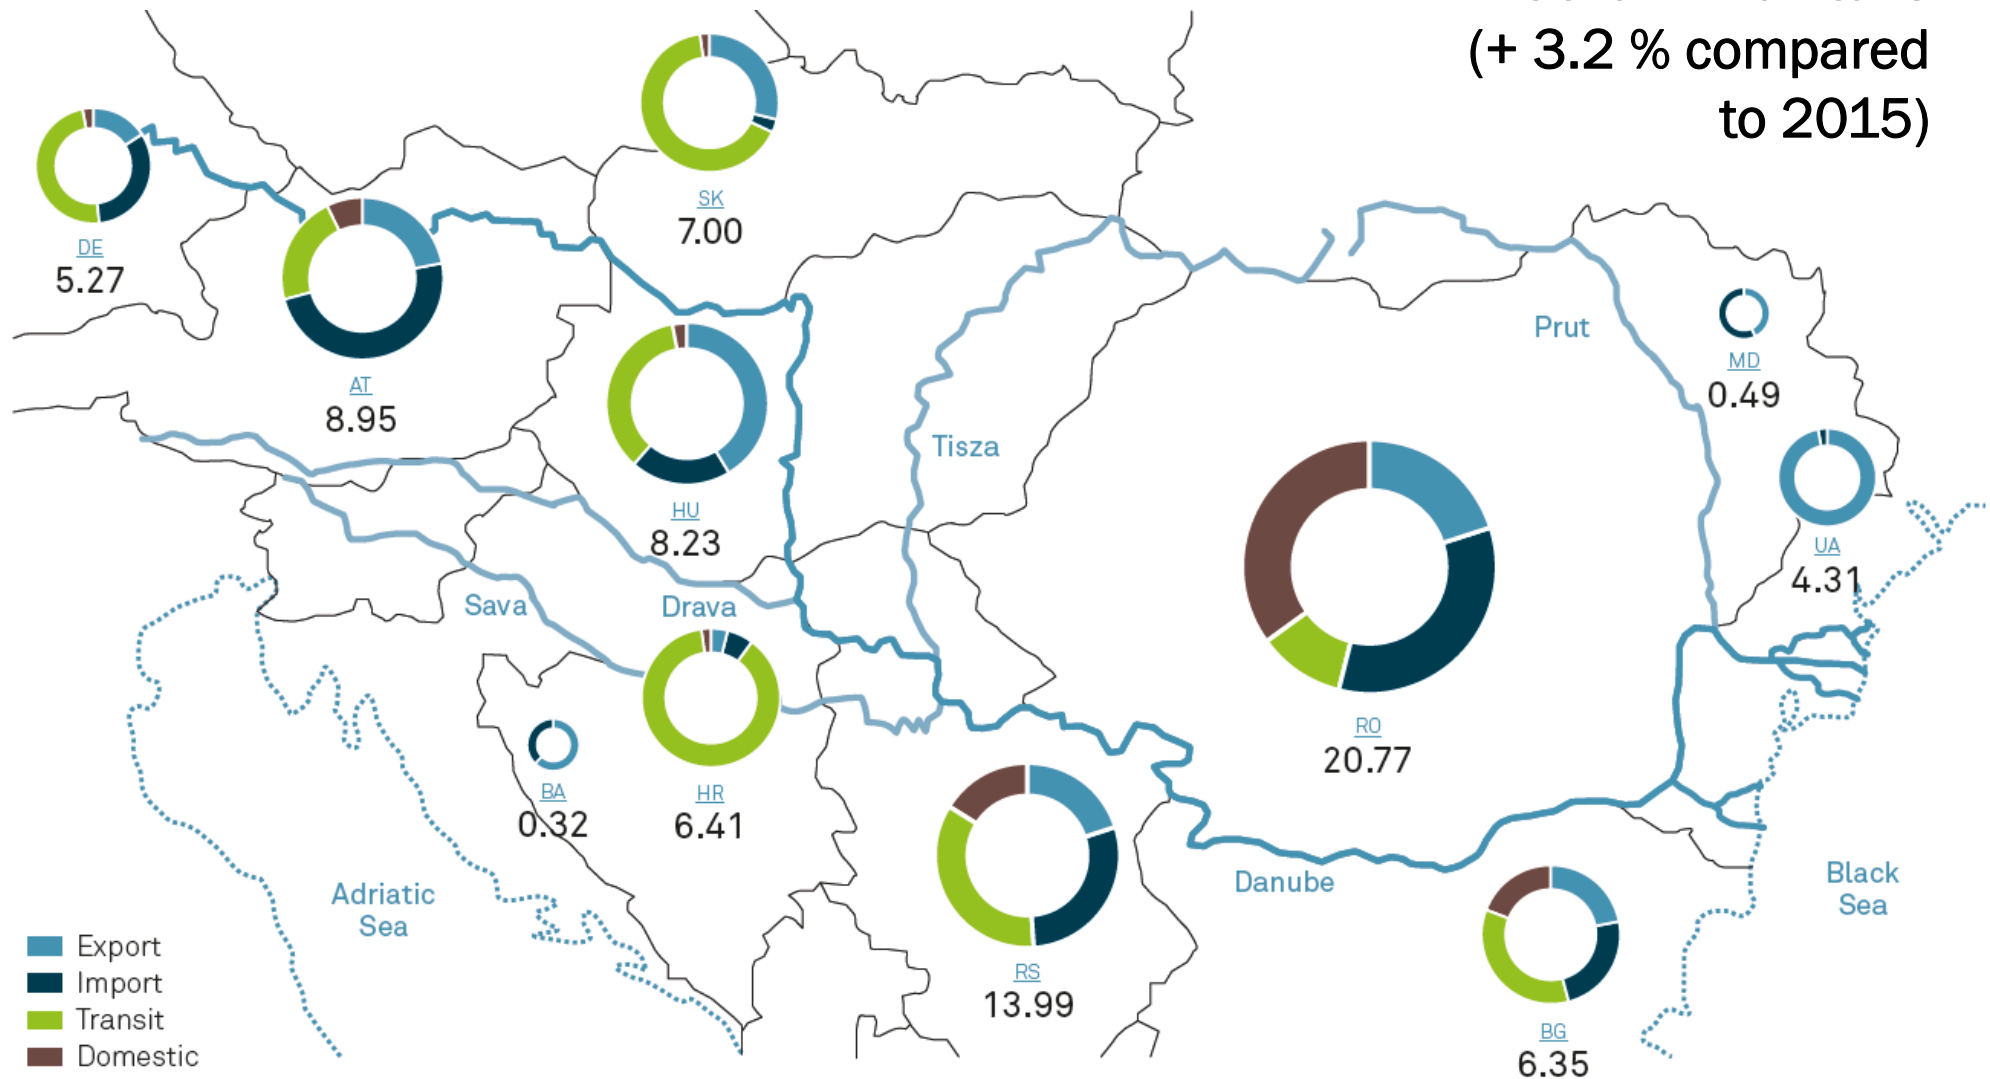 (+ 3.2 % compared
to 2015)
SK
7.00
DE
5.27
AT
8.95
HU
8.23
Tisza
Prut
MD
0.49
UA
4.31
Sava
Drava
RO
20.77
BA
0.32
HR
6.41
RS
13.99
Danube
Black
Sea
BG
6.35
Adriatic
Sea
Export
Import
Transit
Domestic